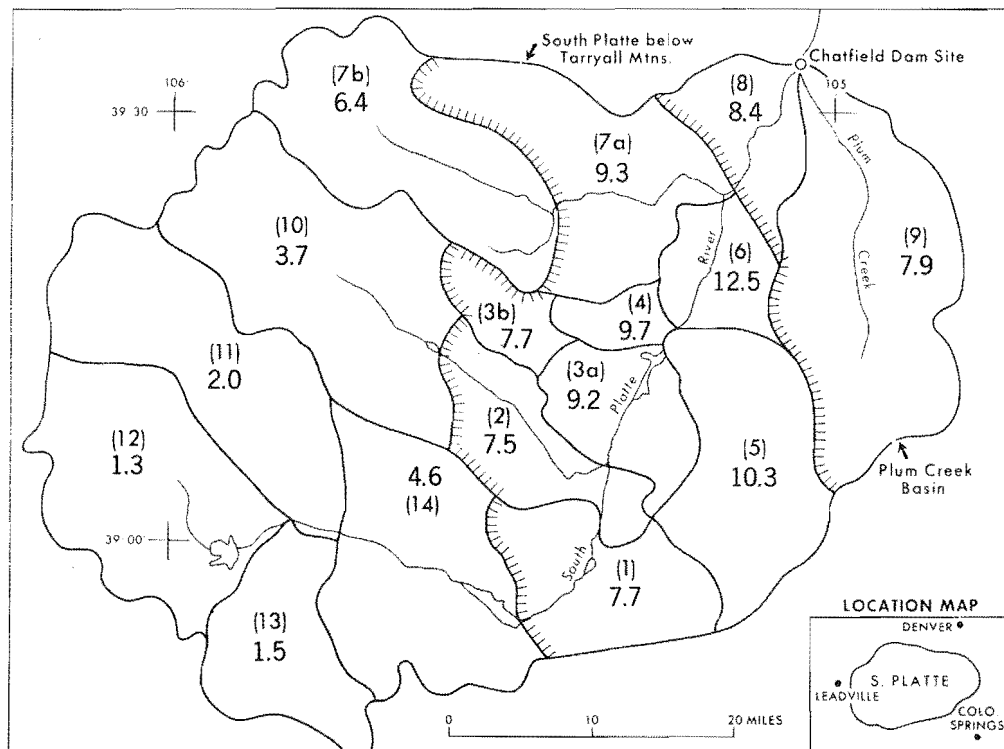 South Platte below
Tarryall Mtns.
Chatfield Dam Site
(7b)
6.4
106°
39 30
(8)
8.4
105
Plum
Creek
(7a)
9.3
(10)
3.7
(9)
7.9
River
(6)
12.5
(3b)
7.7
(4)
9.7
(11)
2.0
(3a)
9.2
Platte
(2)
7.5
(12)
1.3
(5)
10.3
4.6
(14)
Plum Creek
Basin
39 00'
South
(1)
7.7
(13)
1.5
LOCATION MAP
DENVER
S. PLATTE
LEADVILLE
COLO.
SPRINGS
0 10 20 MILES